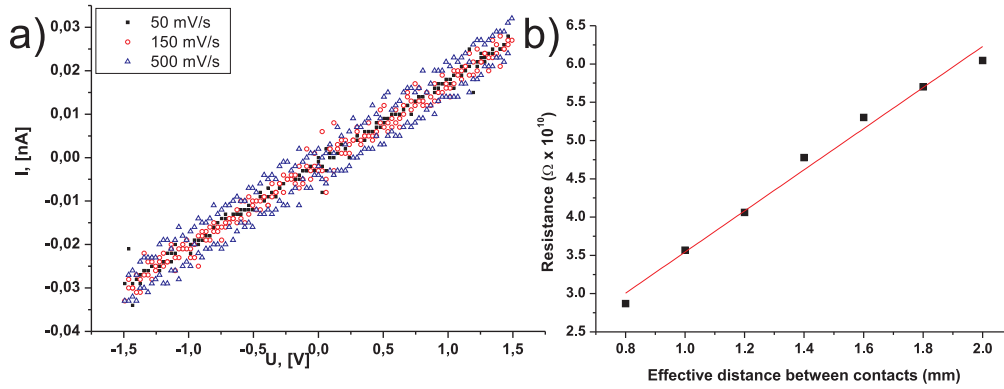 a)
50 mV/s
150 mV/s
500 mV/s
I, [nA]
0,03
0,02
0,01
0,00
-0,01
-0,02
-0,03
-0,04
-1,5 -1,0 -0,5 0,0 0,5 1,0 1,5
U, [V]
b)
Resistance (Ω x 10¹⁰)
6.5
6.0
5.5
5.0
4.5
4.0
3.5
3.0
2.5
0.8 1.0 1.2 1.4 1.6 1.8 2.0
Effective distance between contacts (mm)